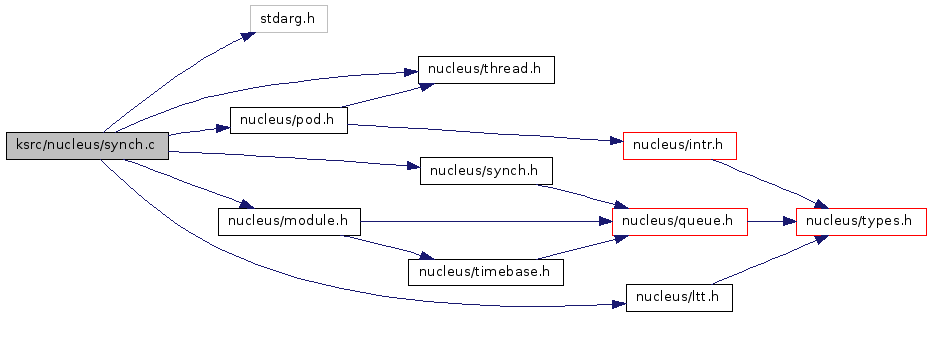 stdarg.h
nucleus/thread.h
nucleus/pod.h
ksrc/nucleus/synch.c
nucleus/intr.h
nucleus/synch.h
nucleus/module.h
nucleus/queue.h
nucleus/types.h
nucleus/timebase.h
nucleus/ltt.h